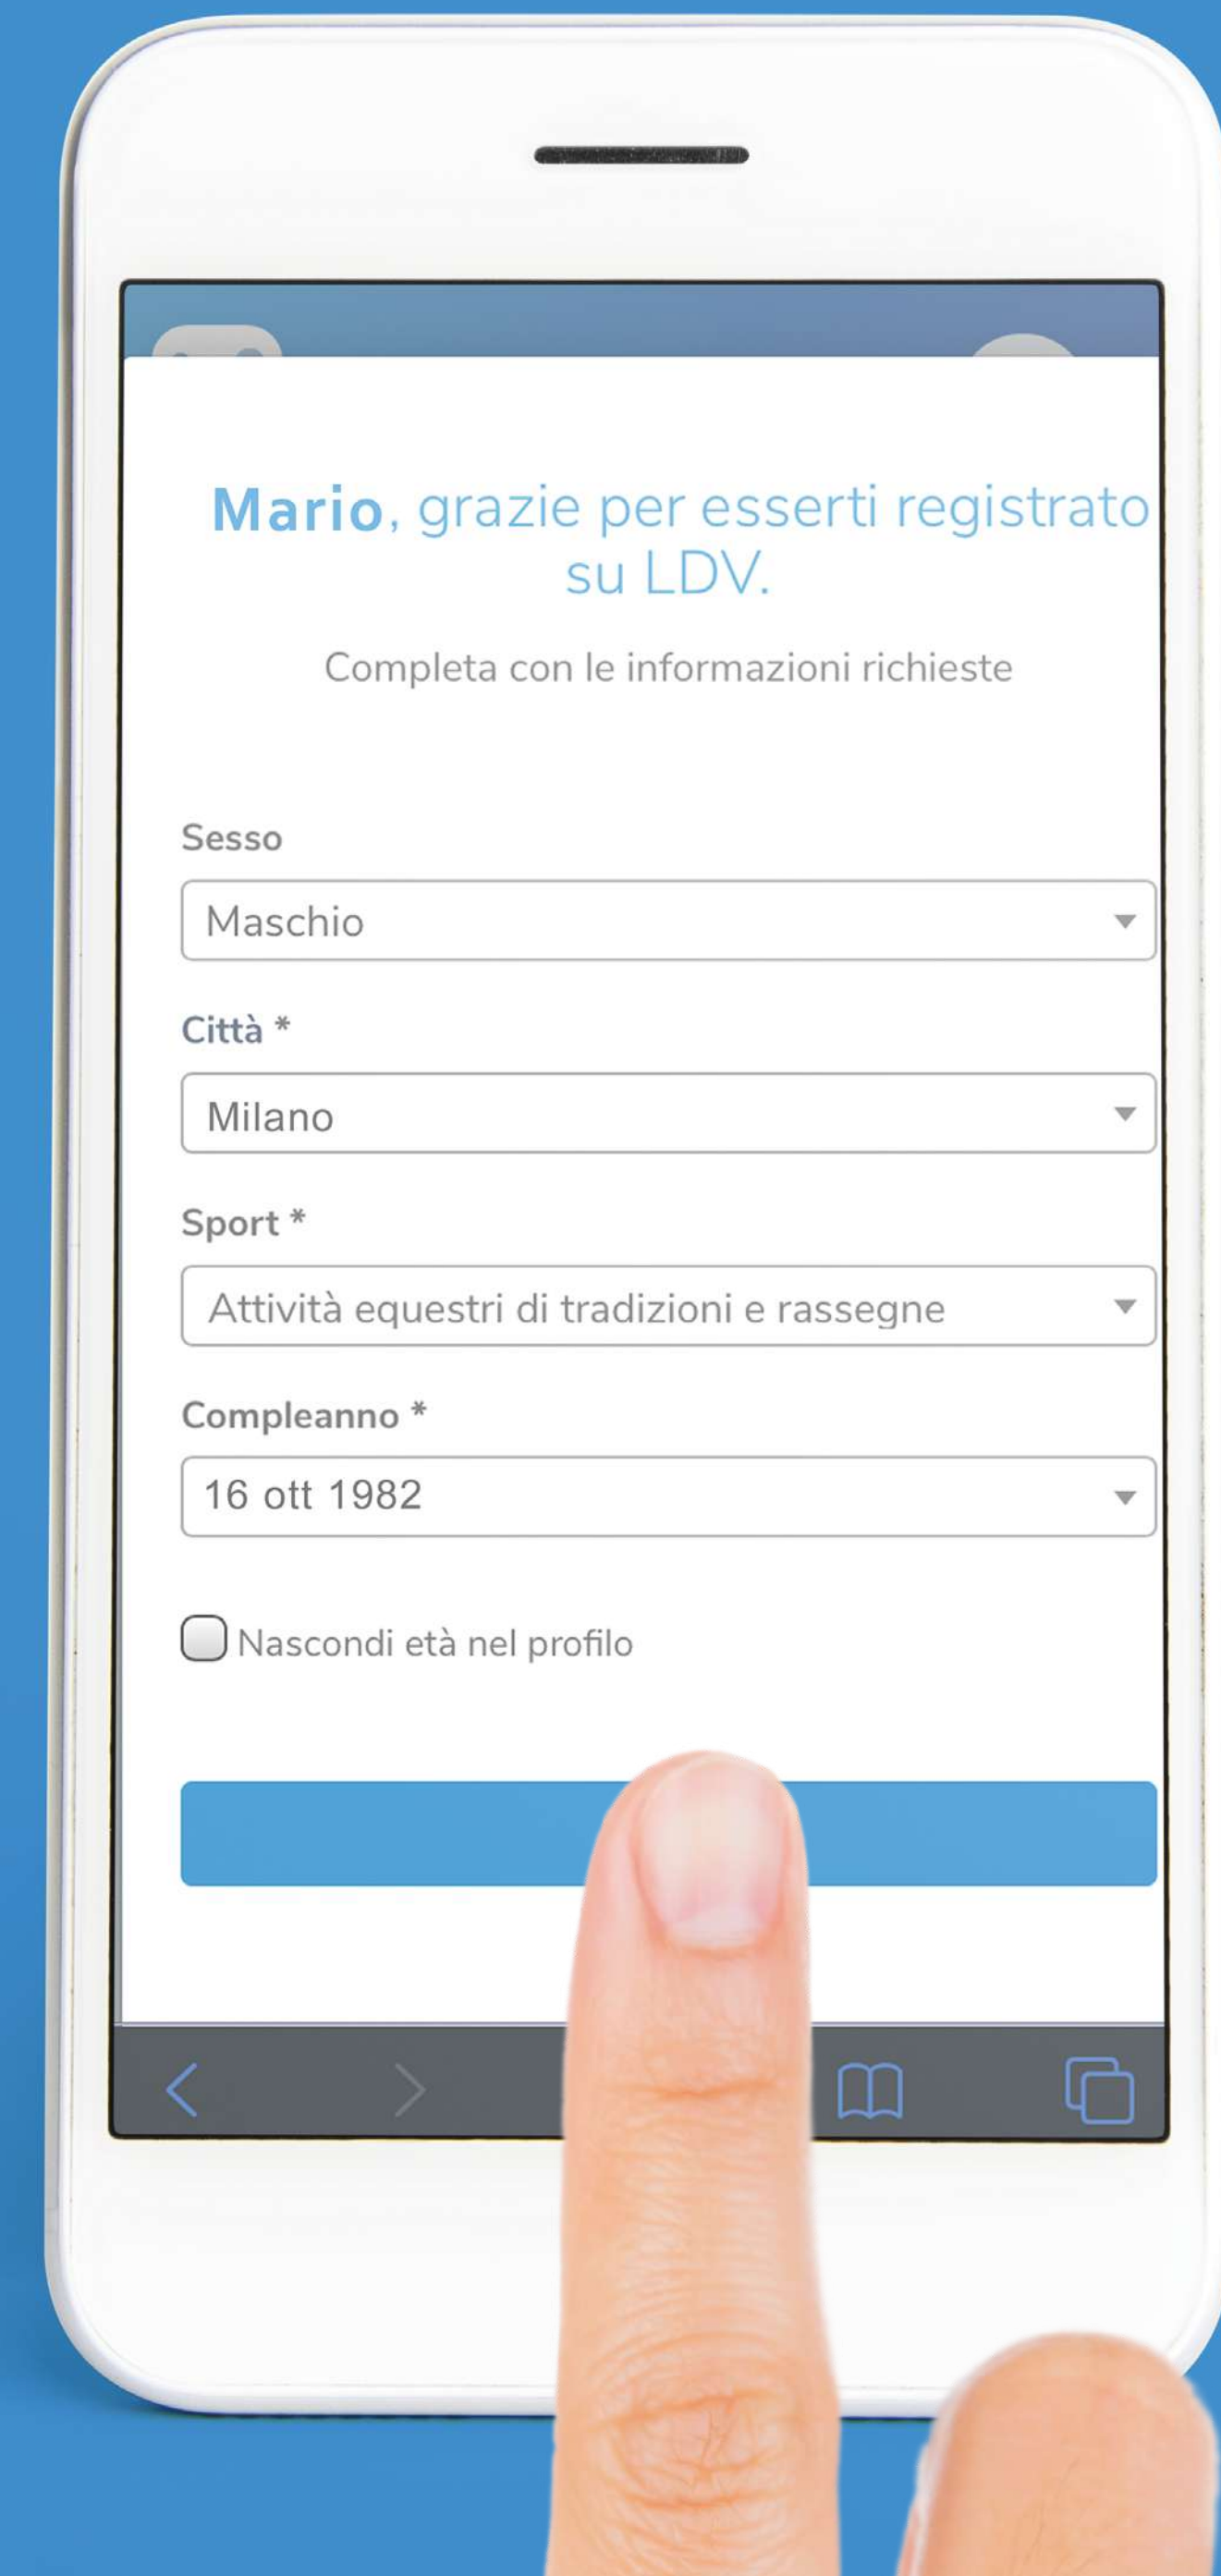 Mario, grazie per esserti registrato
su LDV.
Completa con le informazioni richieste
Sesso
Maschio
Città *
Milano
Sport *
Attività equestri di tradizioni e rassegne
Compleanno *
16 ott 1982
Nascondi età nel profilo